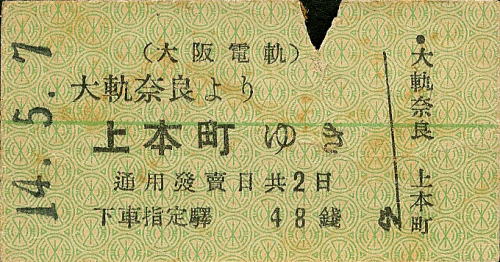 14.5.7
(大阪電軌)
大軌奈良より
上本町ゆき
通用發賣日共2日
下車指定驛 48錢
大軌奈良 上本町
2